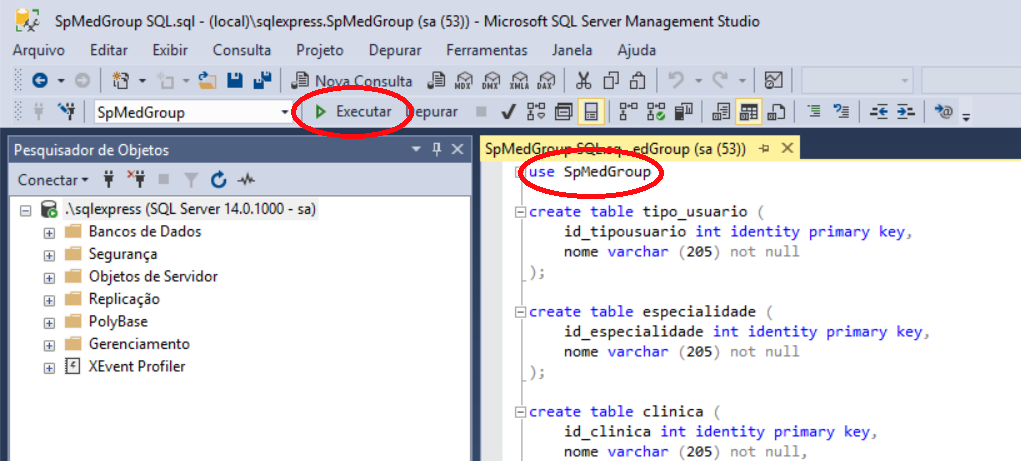 SpMedGroup SQL.sql - (local)\sqlexpress.SpMedGroup (sa (53)) - Microsoft SQL Server Management Studio
Arquivo Editar Exibir Consulta Projeto Depurar Ferramentas Janela Ajuda
Nova Consulta MDX DMX XMLA DAX
SpMedGroup Executar Depurar
Pesquisador de Objetos
SpMedGroup SQL.sq...edGroup (sa (53))
Conectar
.\sqlexpress (SQL Server 14.0.1000 - sa)
Bancos de Dados
Segurança
Objetos de Servidor
Replicação
PolyBase
Gerenciamento
XEvent Profiler
use SpMedGroup
create table tipo_usuario (
id_tipousuario int identity primary key,
nome varchar (205) not null
);
create table especialidade (
id_especialidade int identity primary key,
nome varchar (205) not null
);
create table clinica (
id_clinica int identity primary key,
nome varchar (205) not null,